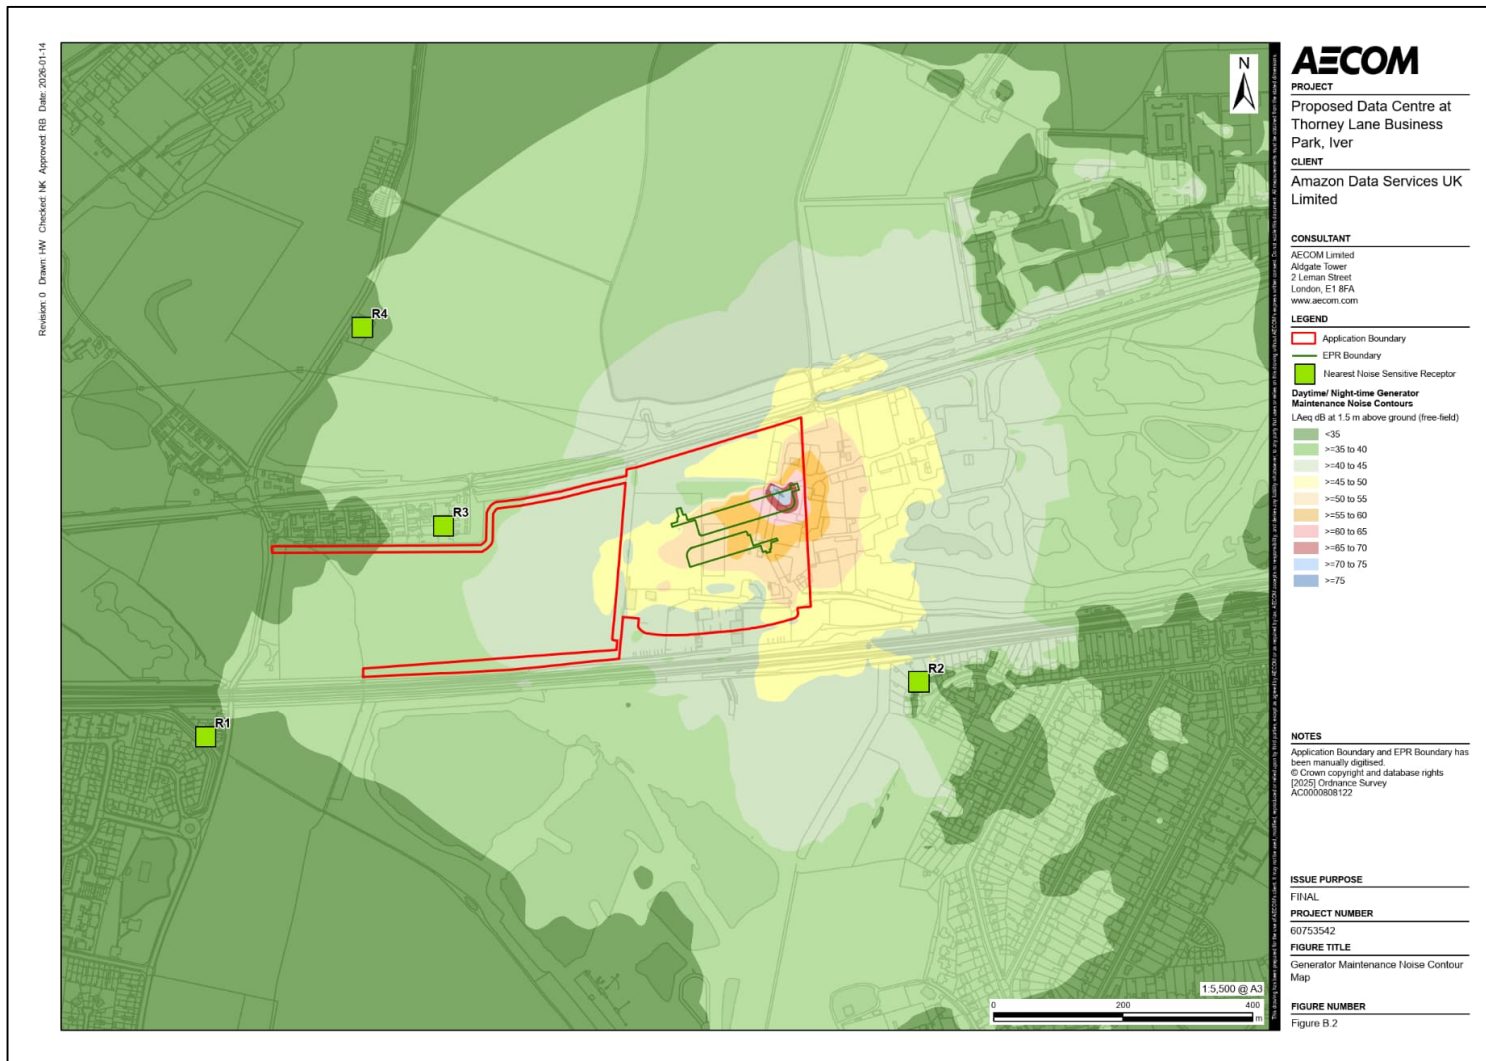 Revision: 0 Drawn: HW Checked: NK Approved: RB Date: 2026-01-14
N
R4
R3
R2
R1
1:5,500 @ A3
0 200 400
m
AECOM
PROJECT
Proposed Data Centre at
Thorney Lane Business
Park, Iver
CLIENT
Amazon Data Services UK
Limited
CONSULTANT
AECOM Limited
Aldgate Tower
2 Leman Street
London, E1 8FA
www.aecom.com
LEGEND
Application Boundary
EPR Boundary
Nearest Noise Sensitive Receptor
Daytime/ Night-time Generator
Maintenance Noise Contours
LAeq dB at 1.5 m above ground (free-field)
<35
>=35 to 40
>=40 to 45
>=45 to 50
>=50 to 55
>=55 to 60
>=60 to 65
>=65 to 70
>=70 to 75
>=75
NOTES
Application Boundary and EPR Boundary has
been manually digitised.
© Crown copyright and database rights
[2025] Ordnance Survey
AC0000808122
ISSUE PURPOSE
FINAL
PROJECT NUMBER
60753542
FIGURE TITLE
Generator Maintenance Noise Contour
Map
FIGURE NUMBER
Figure B.2